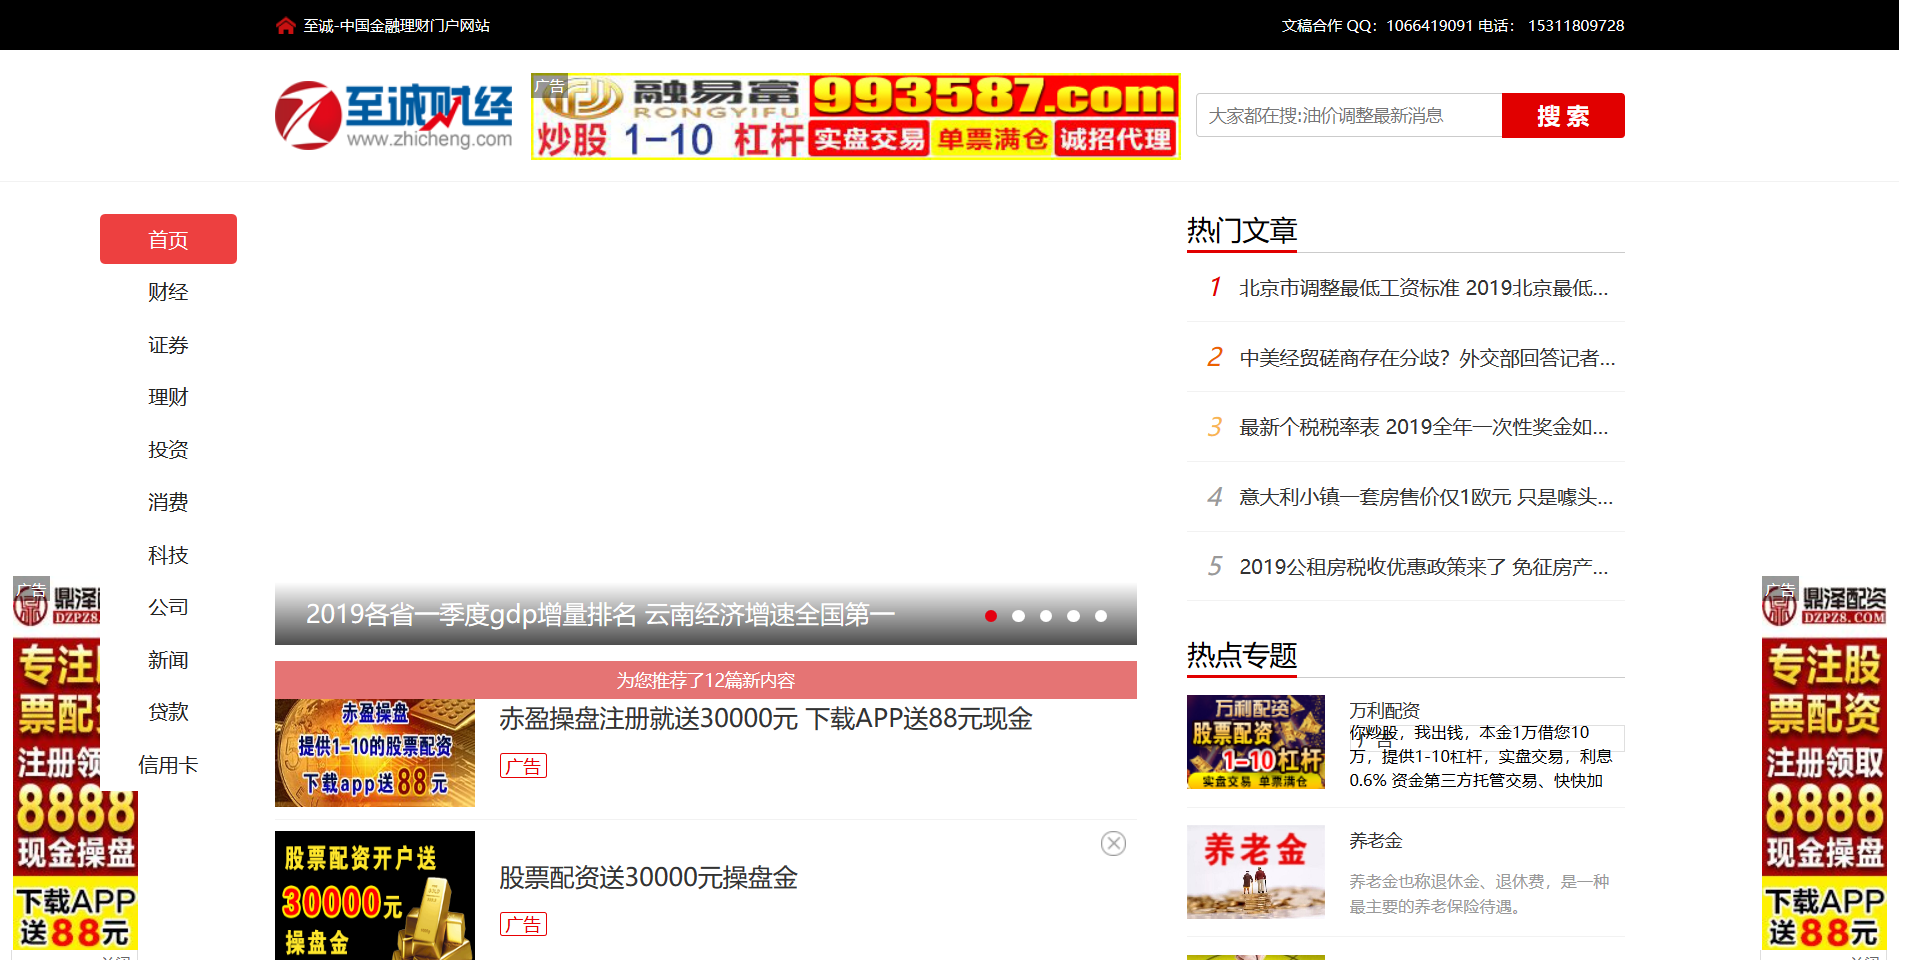 至诚-中国金融理财门户网站
文稿合作 QQ：1066419091 电话： 15311809728
至诚财经
www.zhicheng.com
广告
融易富
RONGYIFU
993587.com
炒股 1-10 杠杆 实盘交易 单票满仓 诚招代理
大家都在搜:油价调整最新消息
搜 索
首页
财经
证券
理财
投资
消费
科技
公司
新闻
贷款
信用卡
2019各省一季度gdp增量排名 云南经济增速全国第一
为您推荐了12篇新内容
赤盈操盘
提供1-10的股票配资
下载app送88元
赤盈操盘注册就送30000元 下载APP送88元现金
广告
股票配资开户送
30000元
操盘金
股票配资送30000元操盘金
广告
热门文章
1 北京市调整最低工资标准 2019北京最低...
2 中美经贸磋商存在分歧？外交部回答记者...
3 最新个税税率表 2019全年一次性奖金如...
4 意大利小镇一套房售价仅1欧元 只是噱头...
5 2019公租房税收优惠政策来了 免征房产...
热点专题
万利配资
股票配资
1-10杠杆
实盘交易 单票满仓
万利配资
广告
你炒股，我出钱，本金1万借您10
万，提供1-10杠杆，实盘交易，利息
0.6% 资金第三方托管交易、快快加
养老金
养老金
养老金也称退休金、退休费，是一种
最主要的养老保险待遇。
广告
鼎泽
DZPZ8.
专注
票配
注册领
8888
现金操盘
下载APP
送88元
广告
鼎泽配资
DZPZ8.COM
专注股
票配资
注册领取
8888
现金操盘
下载APP
送88元